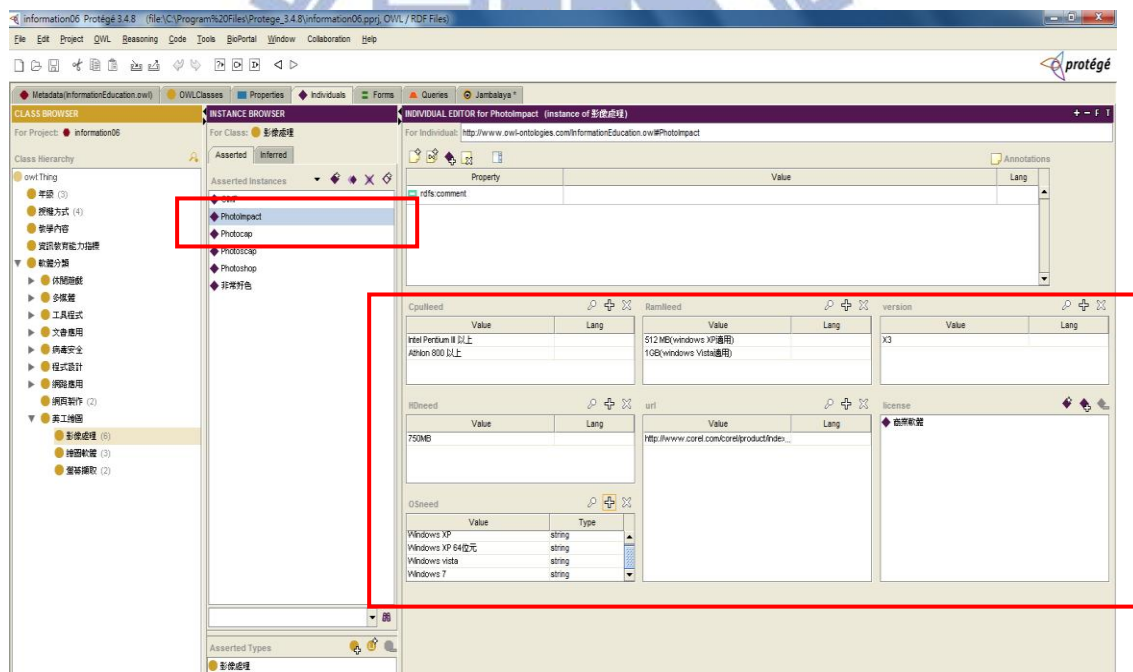 information06 Protégé 3.4.8 (file:\C:\Program%20Files\Protege_3.4.8\information06.pprj, OWL / RDF Files)
File Edit Project OWL Reasoning Code Tools BioPortal Window Collaboration Help
protégé
Metadata(InformationEducation.owl) OWLClasses Properties Individuals Forms Queries Jambalaya
CLASS BROWSER
For Project: information06
Class Hierarchy
owl:Thing
年級 (3)
授權方式 (4)
教學內容
資訊教育能力指標
軟體分類
休閒遊戲
多媒體
工具程式
文書應用
病毒安全
程式設計
網路應用
網頁製作 (2)
美工繪圖
影像處理 (6)
繪圖軟體 (3)
螢幕擷取 (2)
INSTANCE BROWSER
For Class: 影像處理
Asserted Inferred
Asserted Instances
PhotoImpact
Photocap
Photoscap
Photoshop
非常好色
Asserted Types
影像處理
INDIVIDUAL EDITOR for PhotoImpact (instance of 影像處理)
+ - F T
For Individual: http://www.owl-ontologies.com/InformationEducation.owl#PhotoImpact
Annotations
Property Value Lang
rdfs:comment
CpuNeed
Value Lang
Intel Pentium III 以上
Athlon 800 以上
RamNeed
Value Lang
512 MB(windows XP適用)
1GB(windows Vista適用)
version
Value Lang
X3
HDneed
Value Lang
750MB
url
Value Lang
http://www.corel.com/corel/product/index...
license
商業軟體
OSneed
Value Type
Windows XP string
Windows XP 64位元 string
Windows vista string
Windows 7 string